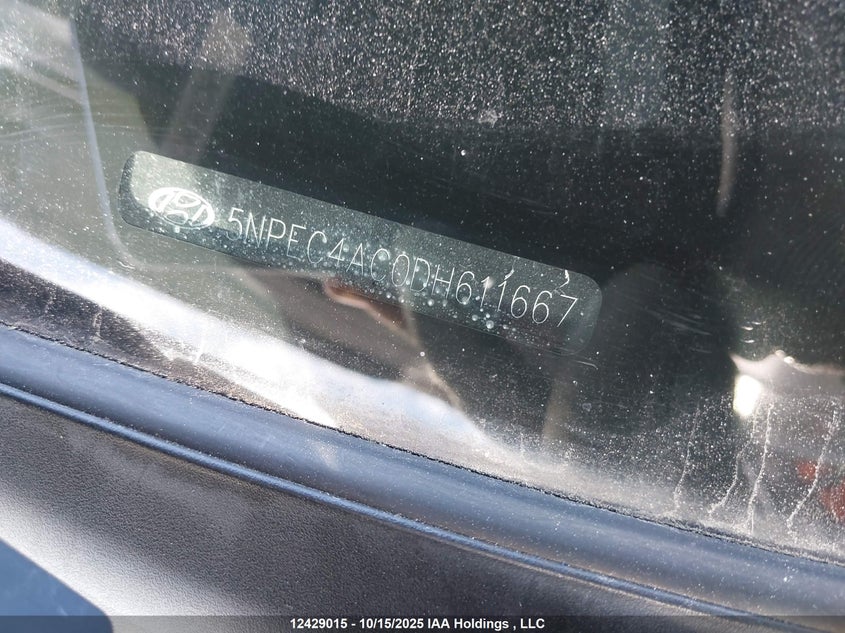 5NPEC4AC0DH611667
12429015 - 10/15/2025 IAA Holdings , LLC